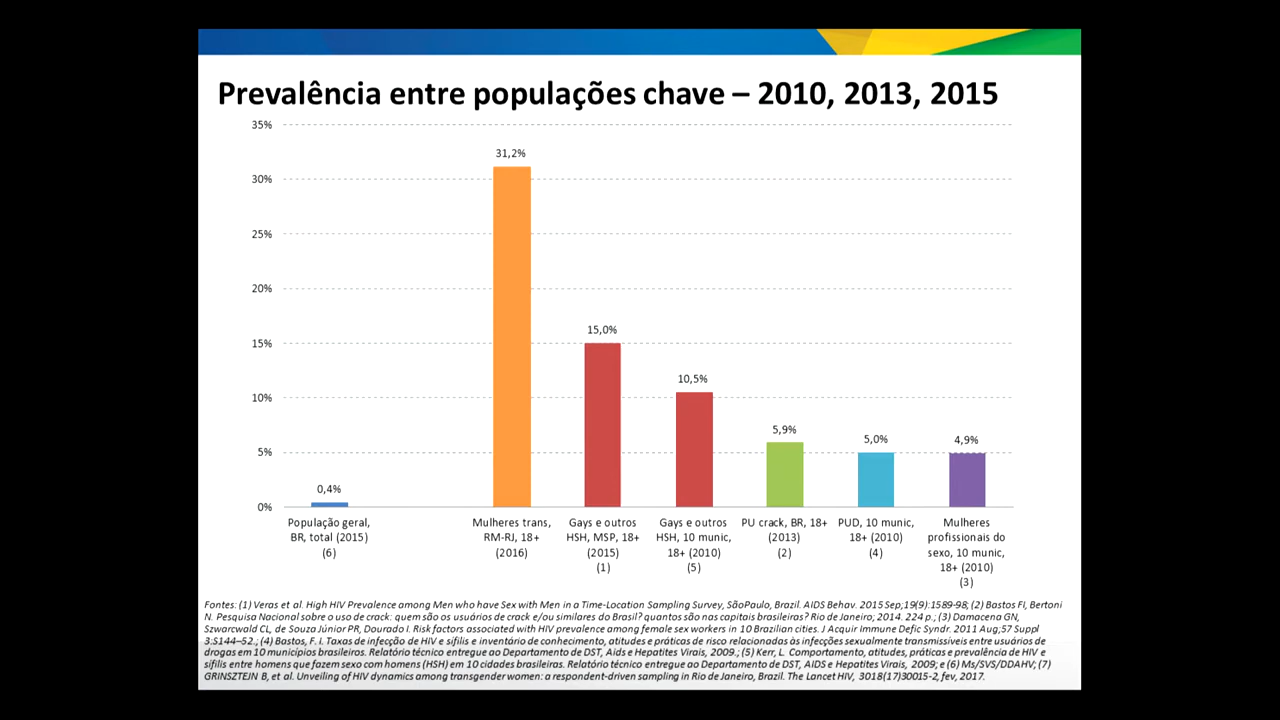 Prevalência entre populações chave – 2010, 2013, 2015
35%
30%
25%
20%
15%
10%
5%
0%
0,4%
31,2%
15,0%
10,5%
5,9%
5,0%
4,9%
População geral,
BR, total (2015)
(6)
Mulheres trans,
RM-RJ, 18+
(2016)
Gays e outros
HSH, MSP, 18+
(2015)
(1)
Gays e outros
HSH, 10 munic,
18+ (2010)
(5)
PU crack, BR, 18+
(2013)
(2)
PUD, 10 munic,
18+ (2010)
(4)
Mulheres
profissionais do
sexo, 10 munic,
18+ (2010)
(3)
Fontes: (1) Veras et al. High HIV Prevalence among Men who have Sex with Men in a Time-Location Sampling Survey, SãoPaulo, Brazil. AIDS Behav. 2015 Sep;19(9):1589-98; (2) Bastos FI, Bertoni
N. Pesquisa Nacional sobre o uso de crack: quem são os usuários de crack e/ou similares do Brasil? quantos são nas capitais brasileiras? Rio de Janeiro; 2014. 224 p.; (3) Damacena GN,
Szwarcwald CL, de Souza Júnior PR, Dourado I. Risk factors associated with HIV prevalence among female sex workers in 10 Brazilian cities. J Acquir Immune Defic Syndr. 2011 Aug;57 Suppl
3:S144–52.; (4) Bastos, F. I. Taxas de infecção de HIV e sífilis e inventário de conhecimento, atitudes e práticas de risco relacionadas às infecções sexualmente transmissíveis entre usuários de
drogas em 10 municípios brasileiros. Relatório técnico entregue ao Departamento de DST, Aids e Hepatites Virais, 2009.; (5) Kerr, L. Comportamento, atitudes, práticas e prevalência de HIV e
sífilis entre homens que fazem sexo com homens (HSH) em 10 cidades brasileiras. Relatório técnico entregue ao Departamento de DST, AIDS e Hepatites Virais, 2009; e (6) Ms/SVS/DDAHV; (7)
GRINSZTEJN B, et al. Unveiling of HIV dynamics among transgender women: a respondent-driven sampling in Rio de Janeiro, Brazil. The Lancet HIV, 3018(17)30015-2, fev, 2017.